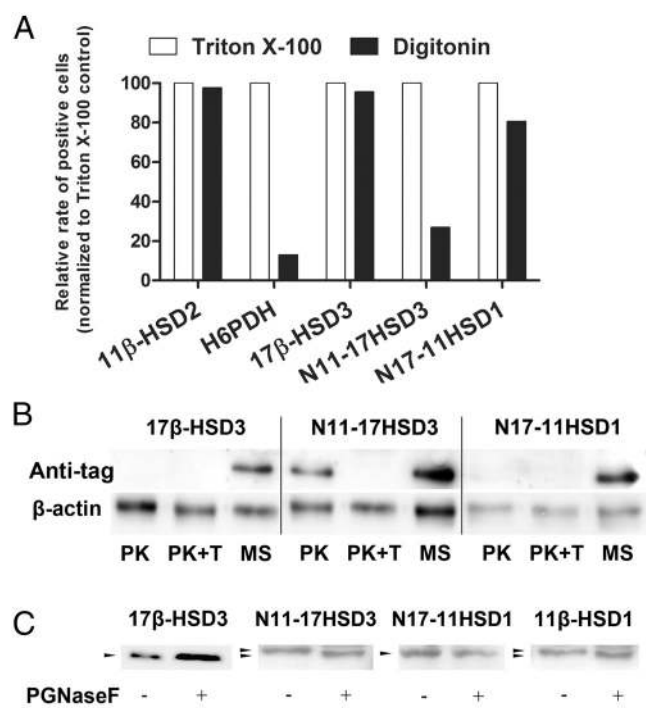 A
Triton X-100 Digitonin
Relative rate of positive cells
(normalized to Triton X-100 control)
100
80
60
40
20
0
11β-HSD2 H6PDH 17β-HSD3 N11-17HSD3 N17-11HSD1
B
17β-HSD3 N11-17HSD3 N17-11HSD1
Anti-tag
β-actin
PK PK+T MS PK PK+T MS PK PK+T MS
C
17β-HSD3 N11-17HSD3 N17-11HSD1 11β-HSD1
PGNaseF - + - + - + - +